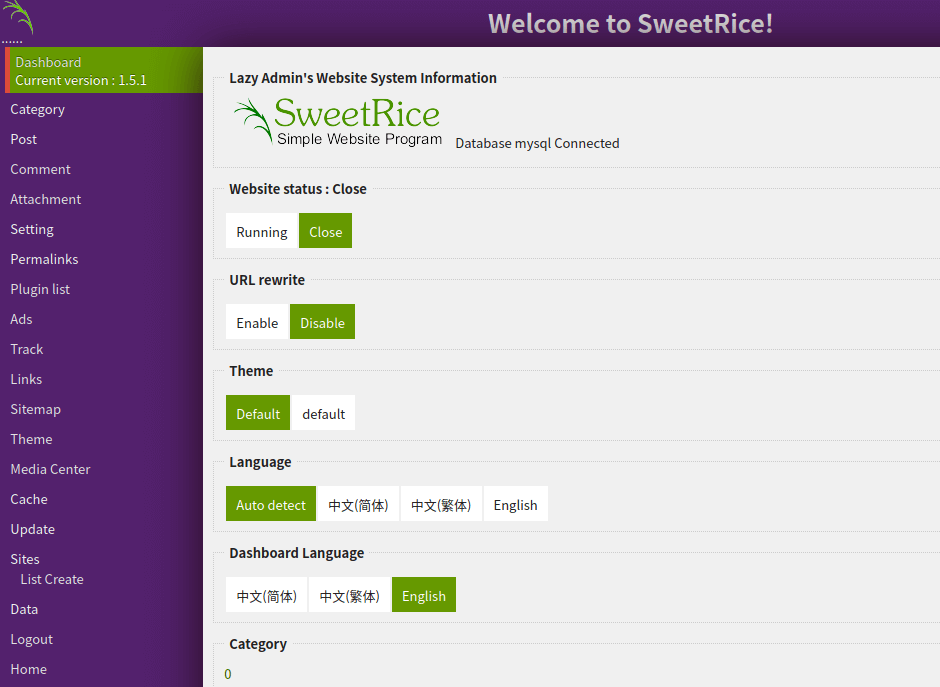 Welcome to SweetRice!
......
Dashboard
Current version : 1.5.1
Category
Post
Comment
Attachment
Setting
Permalinks
Plugin list
Ads
Track
Links
Sitemap
Theme
Media Center
Cache
Update
Sites
List Create
Data
Logout
Home
Lazy Admin's Website System Information
SweetRice
Simple Website Program
Database mysql Connected
Website status : Close
Running Close
URL rewrite
Enable Disable
Theme
Default default
Language
Auto detect 中文(简体) 中文(繁体) English
Dashboard Language
中文(简体) 中文(繁体) English
Category
0